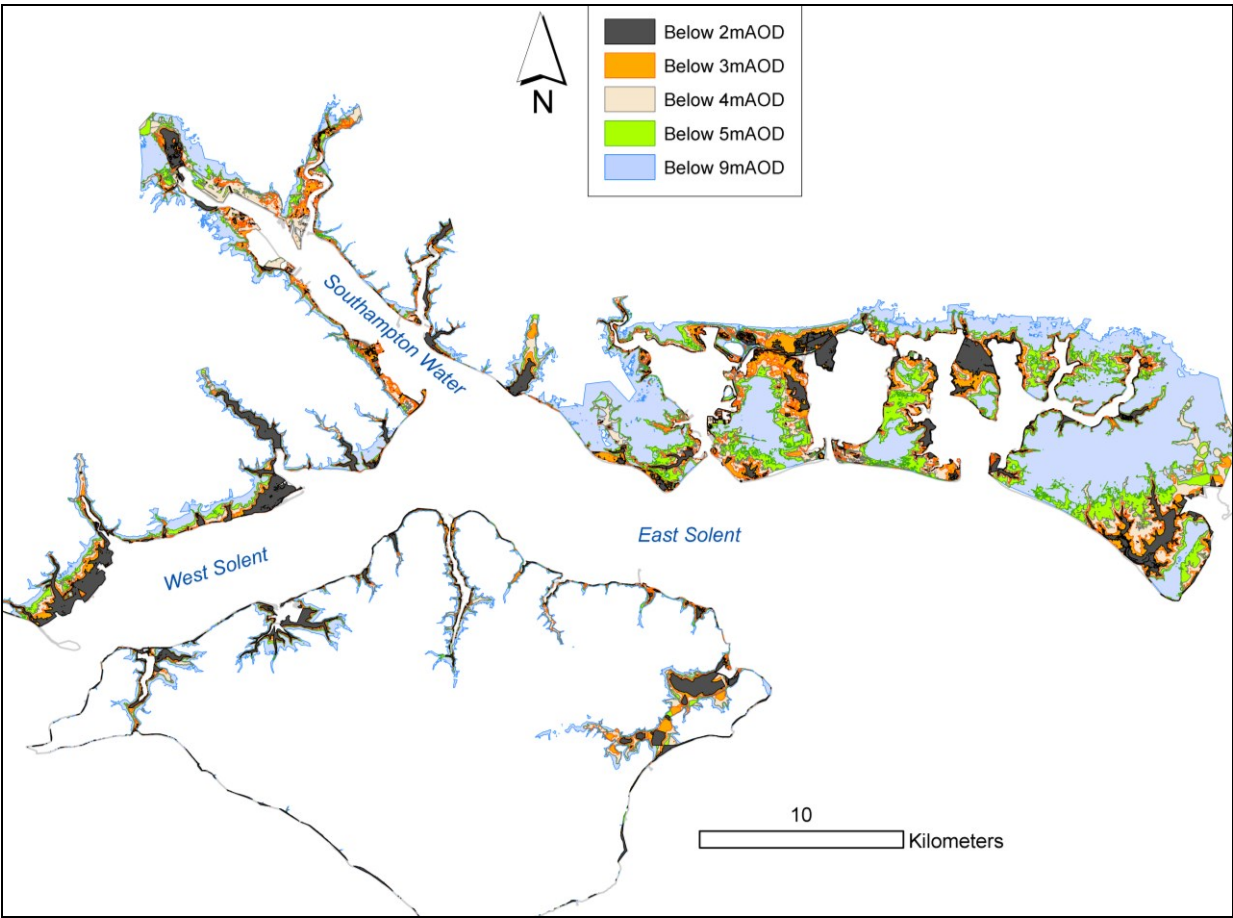 Below 2mAOD
Below 3mAOD
Below 4mAOD
Below 5mAOD
Below 9mAOD
N
Southampton Water
East Solent
West Solent
10
Kilometers